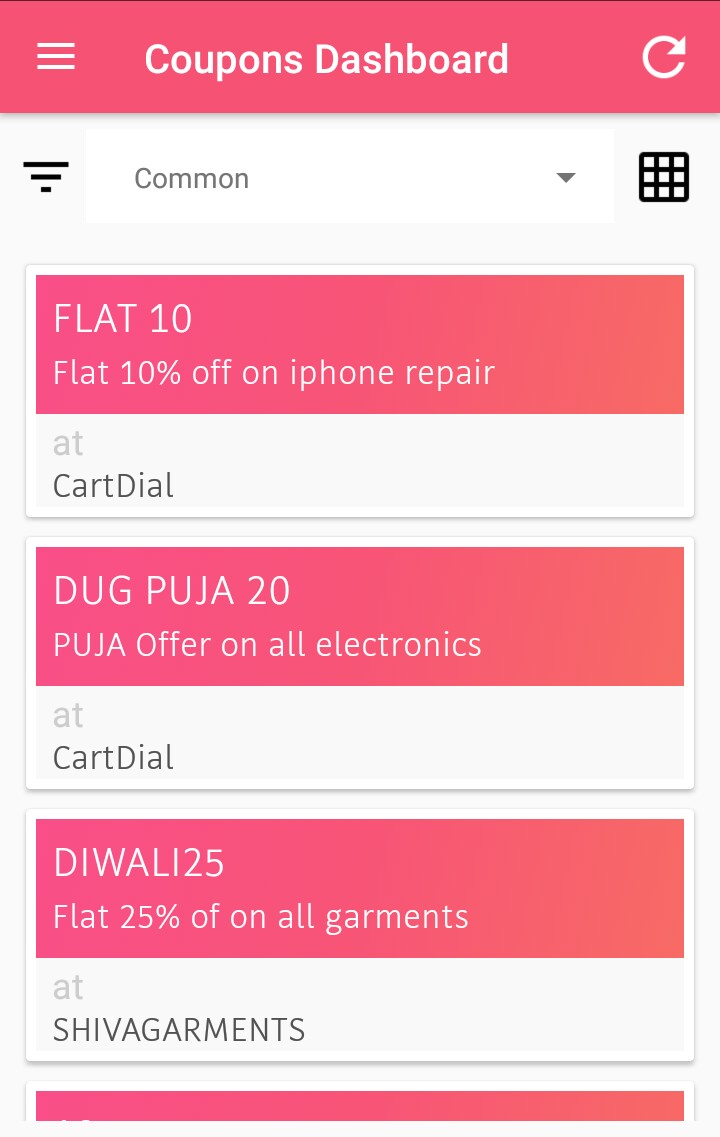 Coupons Dashboard
Common
FLAT 10
Flat 10% off on iphone repair
at
CartDial
DUG PUJA 20
PUJA Offer on all electronics
at
CartDial
DIWALI25
Flat 25% of on all garments
at
SHIVAGARMENTS